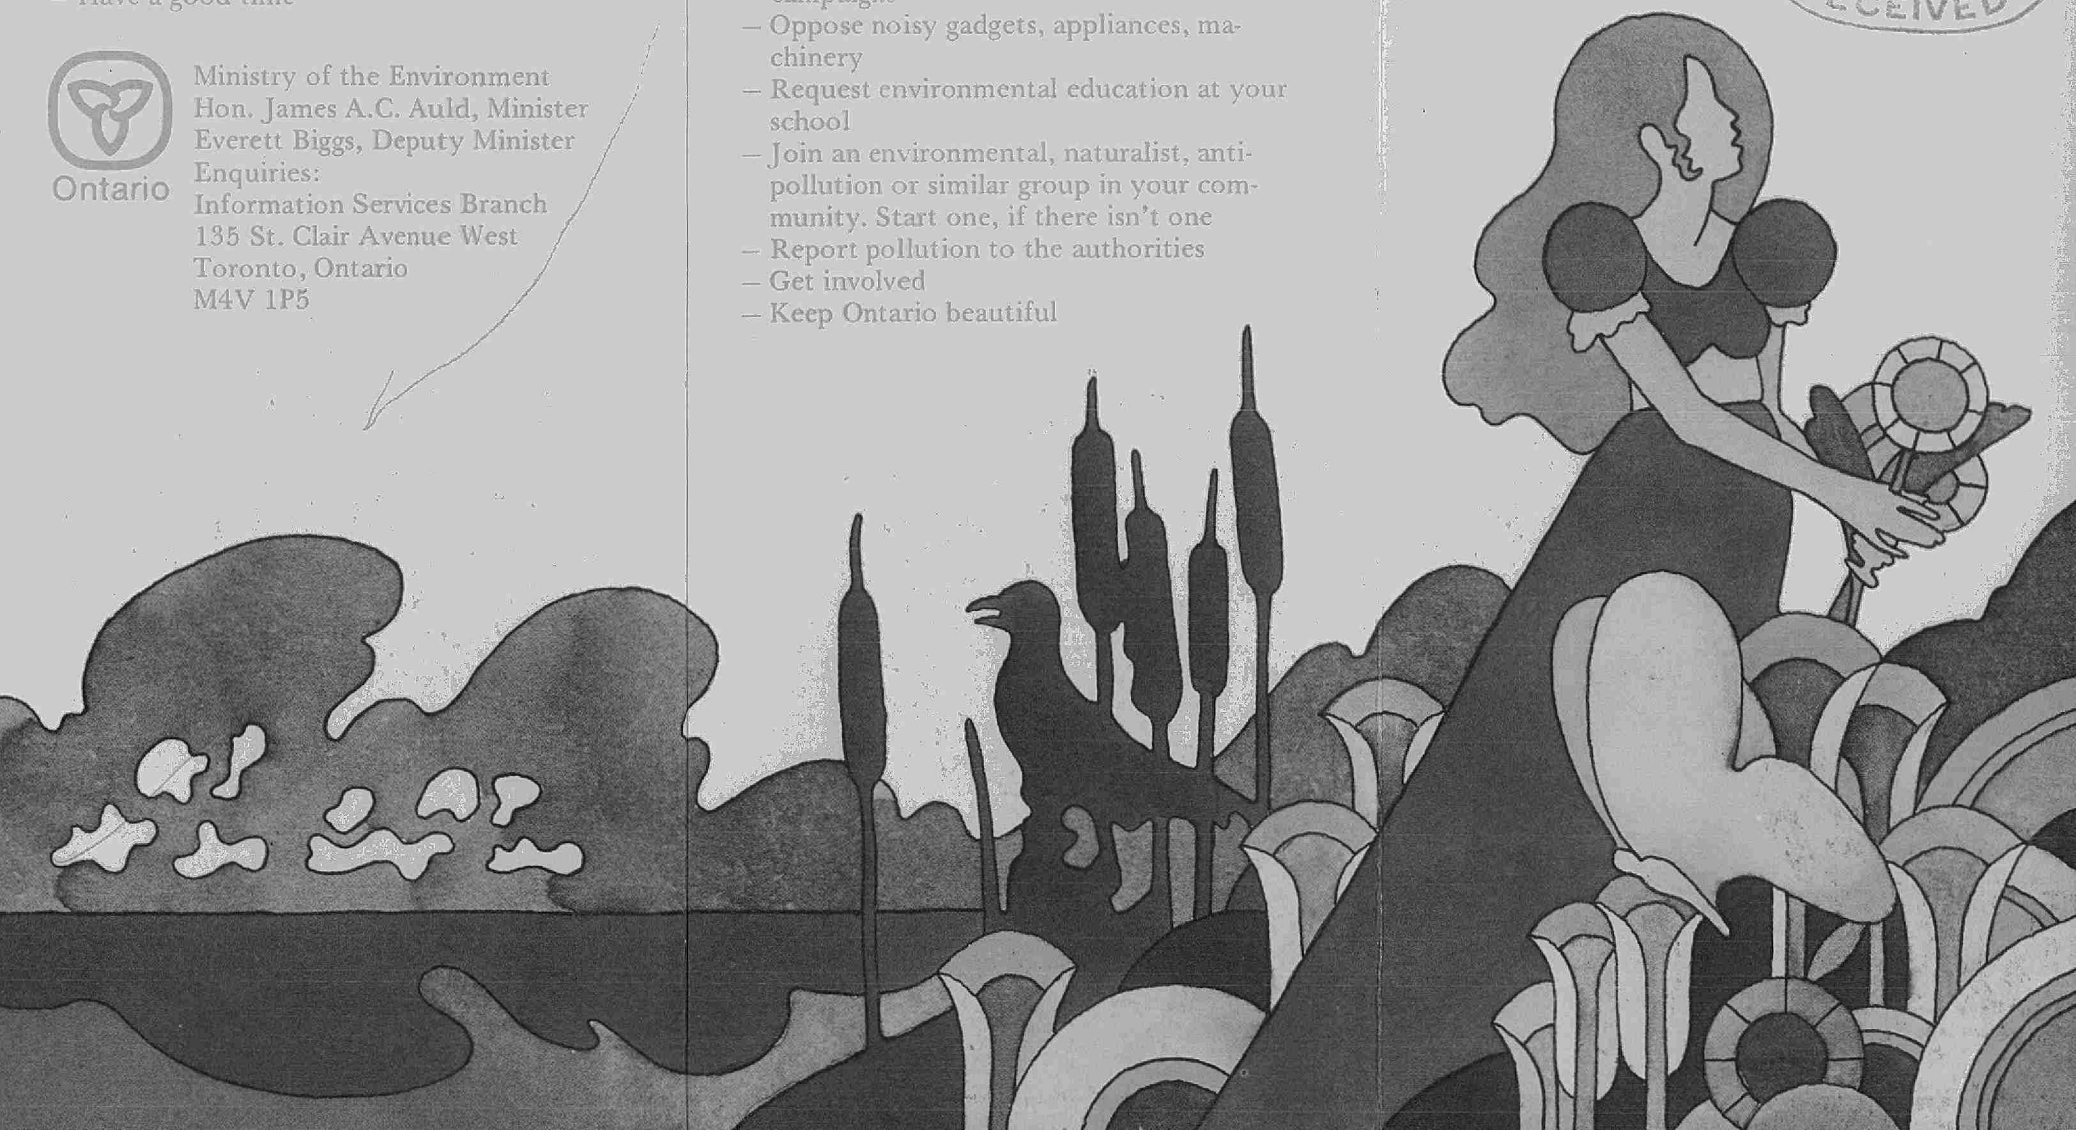 – Have a good time
Ontario
Ministry of the Environment
Hon. James A.C. Auld, Minister
Everett Biggs, Deputy Minister
Enquiries:
Information Services Branch
135 St. Clair Avenue West
Toronto, Ontario
M4V 1P5
– Oppose noisy gadgets, appliances, ma-
chinery
– Request environmental education at your
school
– Join an environmental, naturalist, anti-
pollution or similar group in your com-
munity. Start one, if there isn't one
– Report pollution to the authorities
– Get involved
– Keep Ontario beautiful